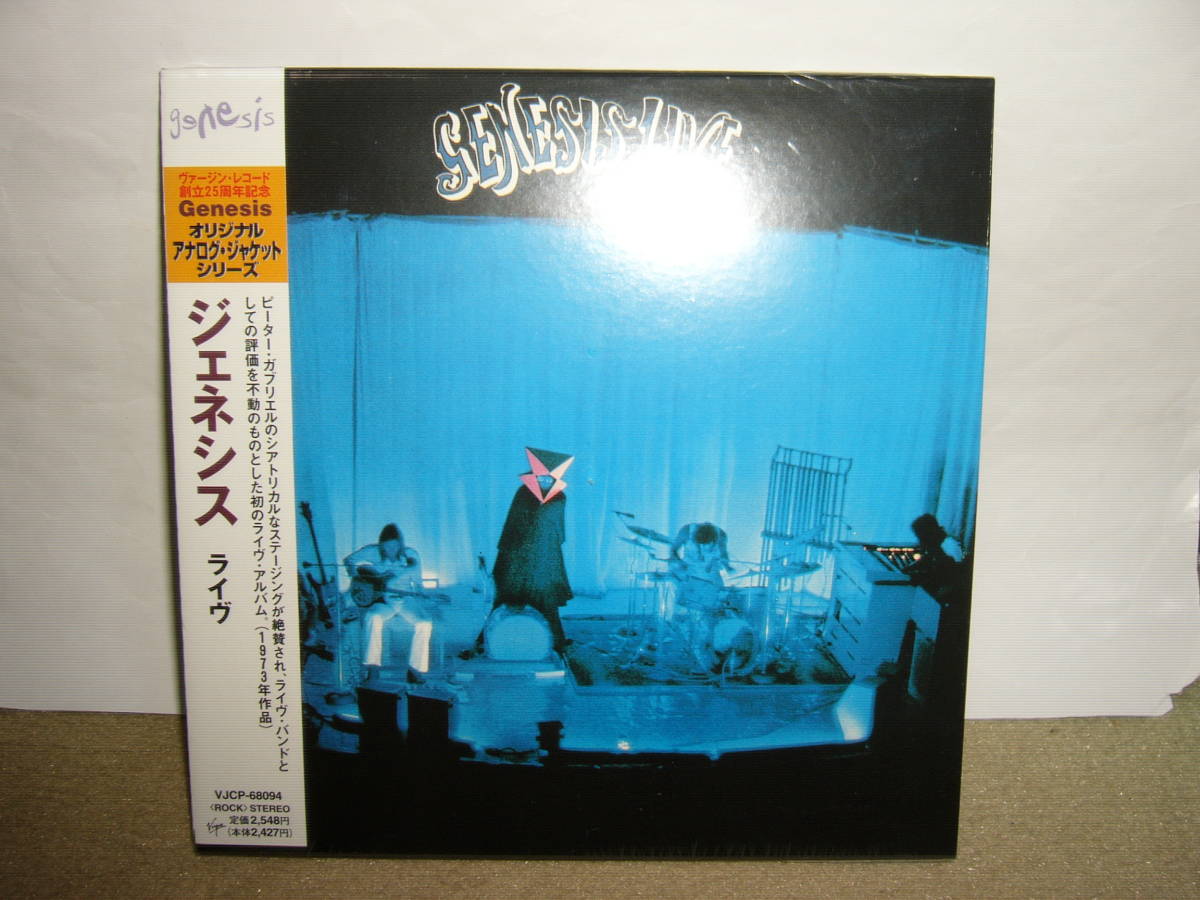 genesis
ヴァージン・レコード
創立25周年記念
Genesis
オリジナル
アナログ・ジャケット
シリーズ
ジェネシス ライヴ
ピーター・ガブリエルのシアトリカルなステージングが絶賛され、ライヴ・バンドと
しての評価を不動のものとした初のライヴ・アルバム。(1973年作品)
VJCP-68094
〈ROCK〉STEREO
定価2,548円
(本体2,427円)
Virgin
GENESIS LIVE